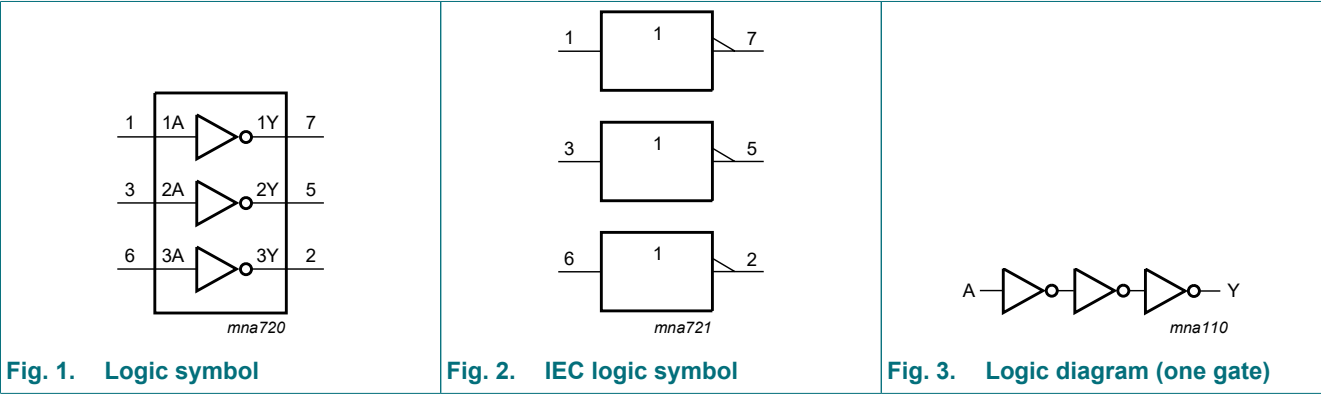 1 1A 1Y 7
3 2A 2Y 5
6 3A 3Y 2
mna720
Fig. 1. Logic symbol
1 1 7
3 1 5
6 1 2
mna721
Fig. 2. IEC logic symbol
A Y
mna110
Fig. 3. Logic diagram (one gate)